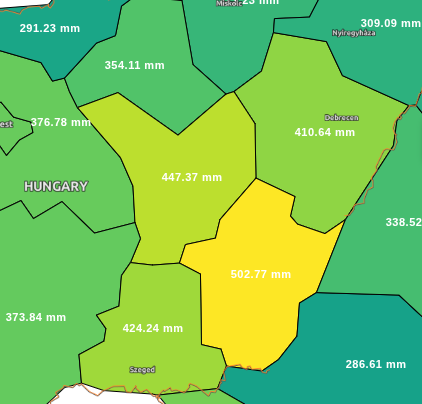 Miskolc
23 mm
291.23 mm
309.09 mm
Nyíregyháza
354.11 mm
376.78 mm
Debrecen
410.64 mm
est
447.37 mm
HUNGARY
338.52
502.77 mm
373.84 mm
424.24 mm
286.61 mm
Szeged